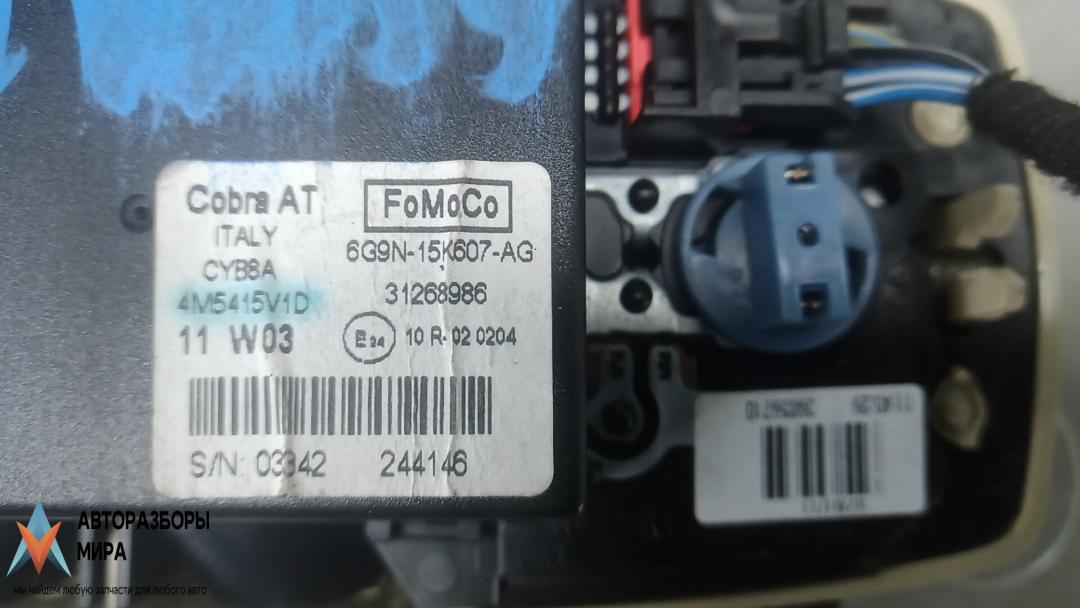 Cobra AT
FoMoCo
ITALY
6G9N-15K607-AG
CYB8A
31268986
4M5415V1D
11 W03
10 R-02 0204
S/N: 03342 244146
АВТОРАЗБОРЫ
МИРА
мы найдем любую запчасти для любого авто